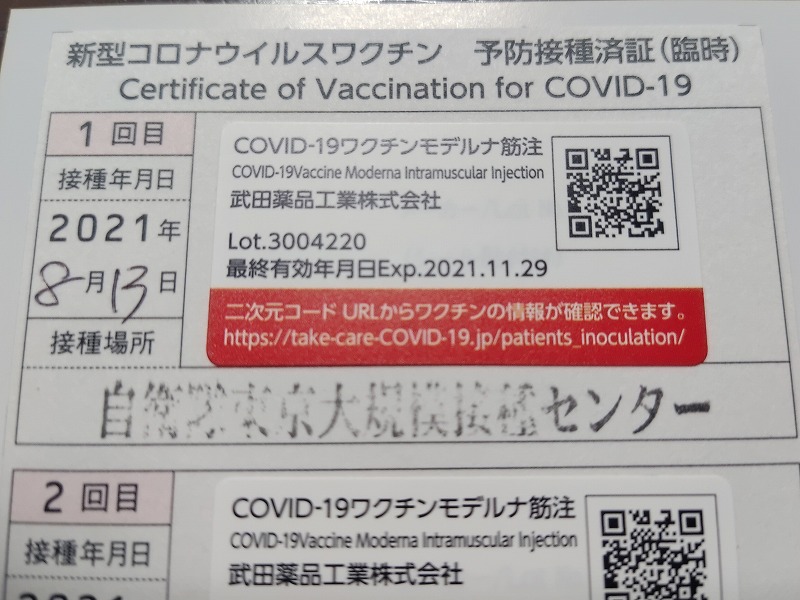 新型コロナウイルスワクチン 予防接種済証(臨時)
Certificate of Vaccination for COVID-19
1回目
接種年月日
2021年
8月13日
接種場所
COVID-19ワクチンモデルナ筋注
COVID-19Vaccine Moderna Intramuscular Injection
武田薬品工業株式会社
Lot.3004220
最終有効年月日Exp.2021.11.29
二次元コード URLからワクチンの情報が確認できます。
https://take-care-COVID-19.jp/patients_inoculation/
自衛隊東京大規模接種センター
2回目
接種年月日
COVID-19ワクチンモデルナ筋注
COVID-19Vaccine Moderna Intramuscular Injection
武田薬品工業株式会社